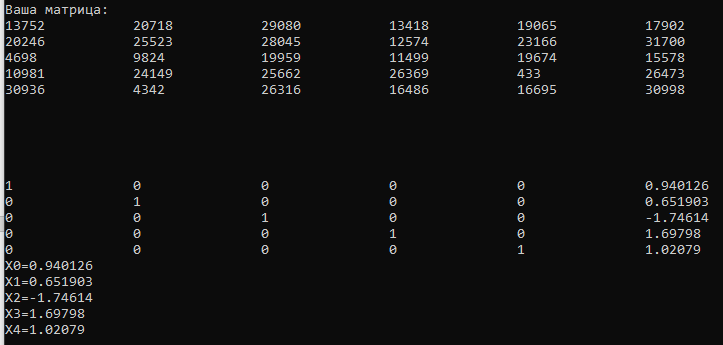 Ваша матрица:
13752 20718 29080 13418 19065 17902
20246 25523 28045 12574 23166 31700
4698 9824 19959 11499 19674 15578
10981 24149 25662 26369 433 26473
30936 4342 26316 16486 16695 30998
1 0 0 0 0 0.940126
0 1 0 0 0 0.651903
0 0 1 0 0 -1.74614
0 0 0 1 0 1.69798
0 0 0 0 1 1.02079
X0=0.940126
X1=0.651903
X2=-1.74614
X3=1.69798
X4=1.02079